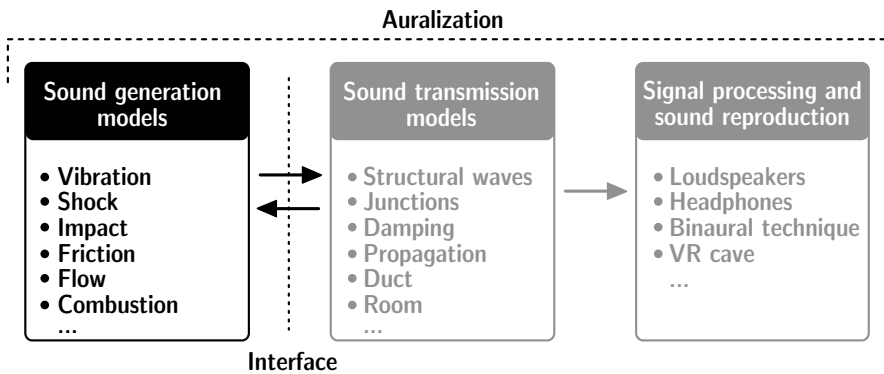 Auralization
Sound generation
models
• Vibration
• Shock
• Impact
• Friction
• Flow
• Combustion
...
Interface
Sound transmission
models
• Structural waves
• Junctions
• Damping
• Propagation
• Duct
• Room
...
Signal processing and
sound reproduction
• Loudspeakers
• Headphones
• Binaural technique
• VR cave
...